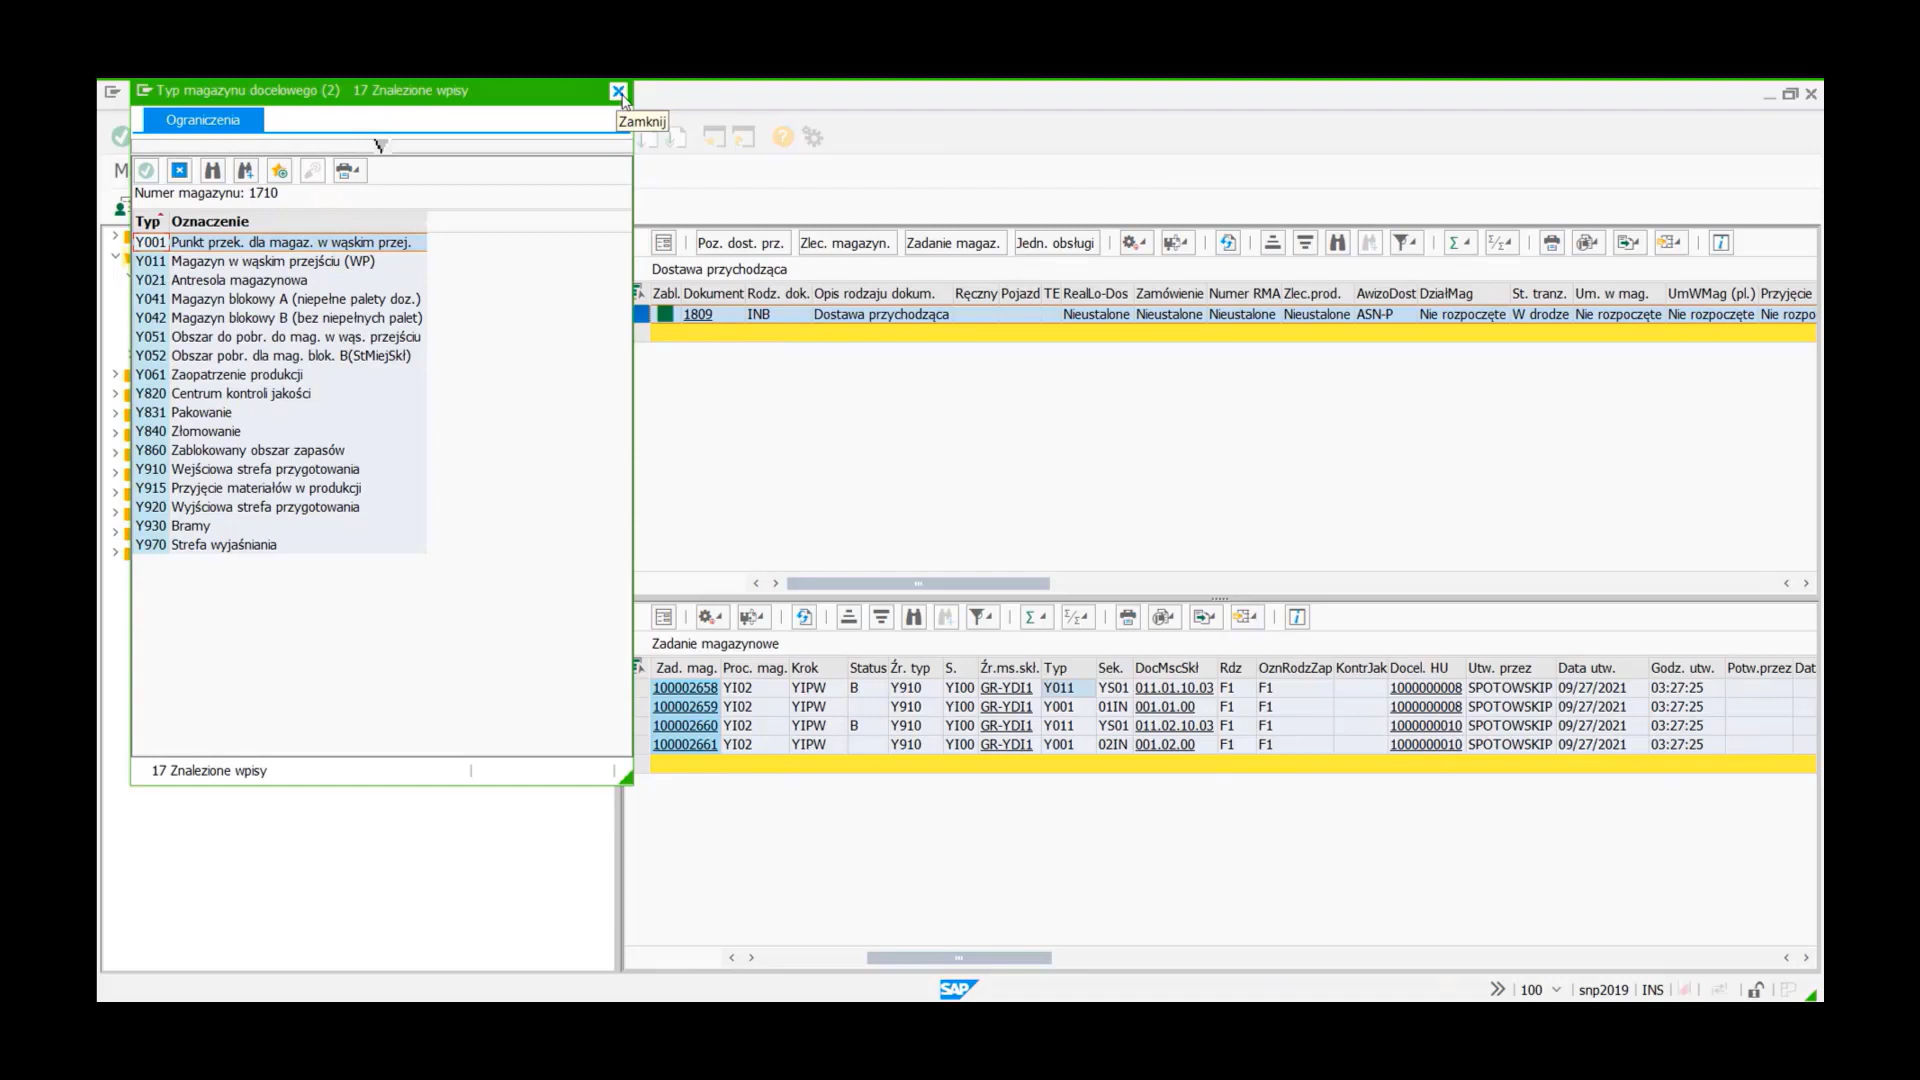 Typ magazynu docelowego (2) 17 Znalezione wpisy
Zamknij
Ograniczenia
M
Numer magazynu: 1710
Typ Oznaczenie
Y001 Punkt przek. dla magaz. w wąskim przej.
Y011 Magazyn w wąskim przejściu (WP)
Y021 Antresola magazynowa
Y041 Magazyn blokowy A (niepełne palety doz.)
Y042 Magazyn blokowy B (bez niepełnych palet)
Y051 Obszar do pobr. do mag. w wąs. przejściu
Y052 Obszar pobr. dla mag. blok. B(StMiejSkł)
Y061 Zaopatrzenie produkcji
Y820 Centrum kontroli jakości
Y831 Pakowanie
Y840 Złomowanie
Y860 Zablokowany obszar zapasów
Y910 Wejściowa strefa przygotowania
Y915 Przyjęcie materiałów w produkcji
Y920 Wyjściowa strefa przygotowania
Y930 Bramy
Y970 Strefa wyjaśniania
17 Znalezione wpisy
Poz. dost. prz. Zlec. magazyn. Zadanie magaz. Jedn. obsługi
Dostawa przychodząca
Zabl. Dokument Rodz. dok. Opis rodzaju dokum. Ręczny Pojazd TE RealLo-Dos Zamówienie Numer RMA Zlec.prod. AwizoDost DziałMag St. tranz. Um. w mag. UmWMag (pl.) Przyjęcie
1809 INB Dostawa przychodząca Nieustalone Nieustalone Nieustalone Nieustalone ASN-P Nie rozpoczęte W drodze Nie rozpoczęte Nie rozpoczęte Nie rozpo
Zadanie magazynowe
Zad. mag. Proc. mag. Krok Status Źr. typ S. Źr.ms.skł. Typ Sek. DocMscSkł Rdz OznRodzZap KontrJak Docel. HU Utw. przez Data utw. Godz. utw. Potw.przez Dat
100002658 YI02 YIPW B Y910 YI00 GR-YDI1 Y011 YS01 011.01.10.03 F1 F1 1000000008 SPOTOWSKIP 09/27/2021 03:27:25
100002659 YI02 YIPW Y910 YI00 GR-YDI1 Y001 01IN 001.01.00 F1 F1 1000000008 SPOTOWSKIP 09/27/2021 03:27:25
100002660 YI02 YIPW B Y910 YI00 GR-YDI1 Y011 YS01 011.02.10.03 F1 F1 1000000010 SPOTOWSKIP 09/27/2021 03:27:25
100002661 YI02 YIPW Y910 YI00 GR-YDI1 Y001 02IN 001.02.00 F1 F1 1000000010 SPOTOWSKIP 09/27/2021 03:27:25
SAP
100 snp2019 INS